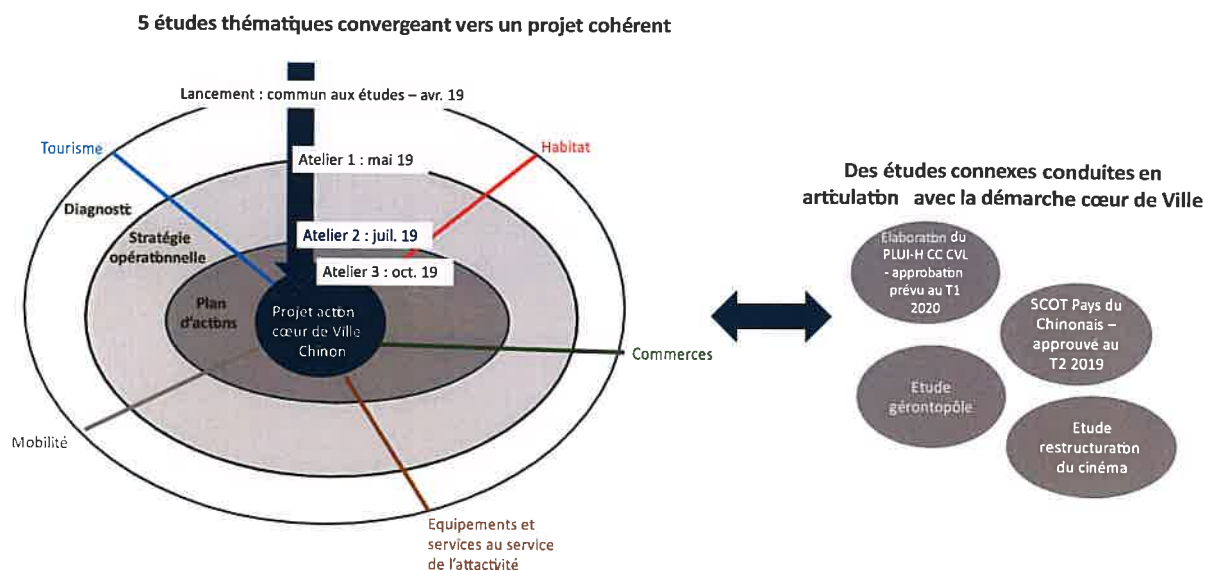 5 études thématiques convergeant vers un projet cohérent
Lancement : commun aux études – avr. 19
Tourisme
Habitat
Atelier 1 : mai 19
Diagnostic
Stratégie
opérationnelle
Atelier 2 : juil. 19
Atelier 3 : oct. 19
Plan
d'actions
Projet action
cœur de Ville
Chinon
Commerces
Mobilité
Equipements et
services au service
de l'attactivité
Des études connexes conduites en
articulation avec la démarche cœur de Ville
Elaboration du
PLUI-H CC CVL
- approbation
prévu au T1
2020
SCOT Pays du
Chinonais –
approuvé au
T2 2019
Etude
gérontopôle
Etude
restructuration
du cinéma